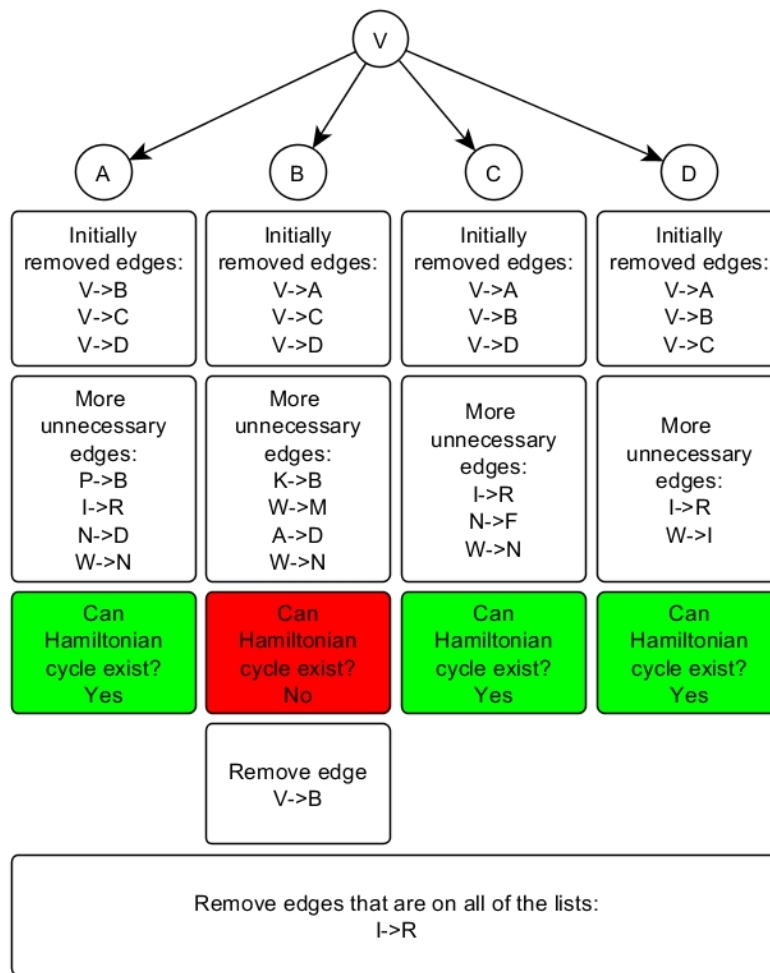 V
A
B
C
D
Initially
removed edges:
V->B
V->C
V->D
Initially
removed edges:
V->A
V->C
V->D
Initially
removed edges:
V->A
V->B
V->D
Initially
removed edges:
V->A
V->B
V->C
More
unnecessary
edges:
P->B
I->R
N->D
W->N
More
unnecessary
edges:
K->B
W->M
A->D
W->N
More
unnecessary
edges:
I->R
N->F
W->N
More
unnecessary
edges:
I->R
W->I
Can
Hamiltonian
cycle exist?
Yes
Can
Hamiltonian
cycle exist?
No
Can
Hamiltonian
cycle exist?
Yes
Can
Hamiltonian
cycle exist?
Yes
Remove edge
V->B
Remove edges that are on all of the lists:
I->R